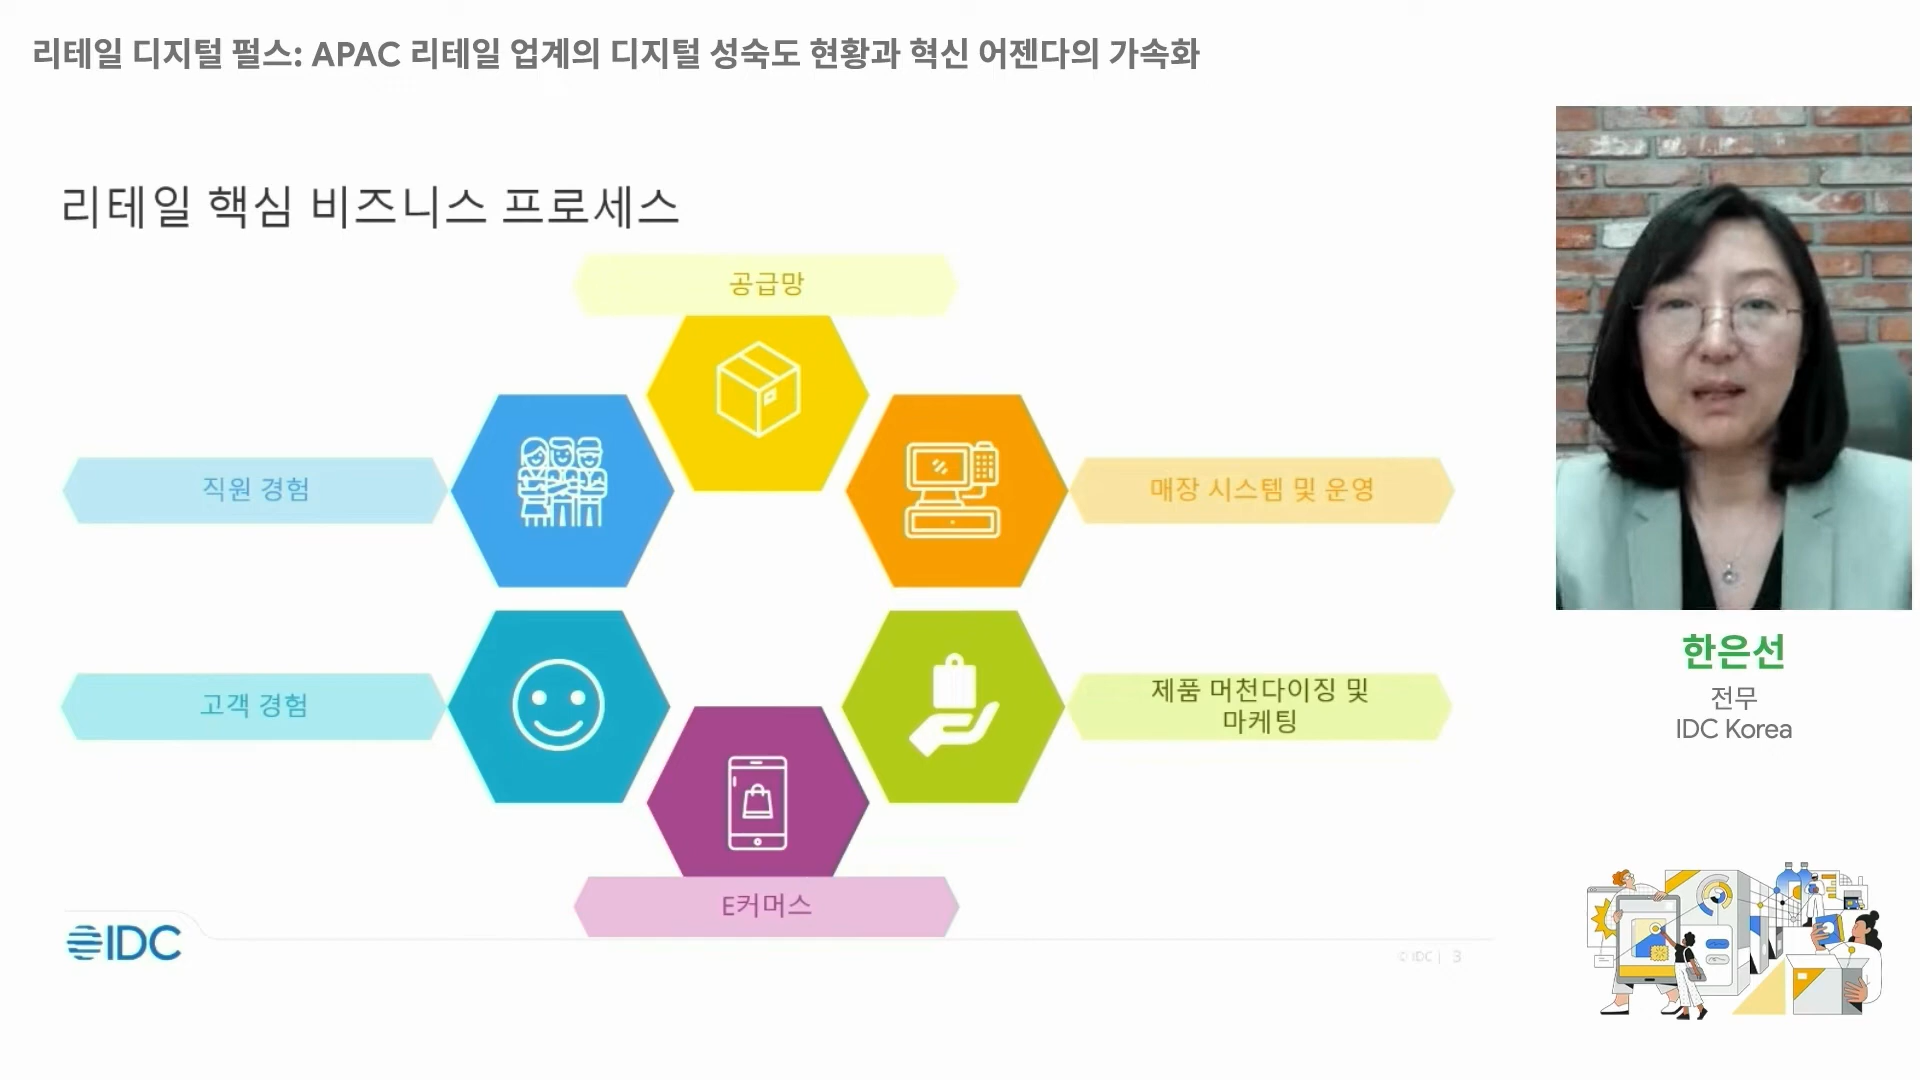 리테일 디지털 펄스: APAC 리테일 업계의 디지털 성숙도 현황과 혁신 어젠다의 가속화
리테일 핵심 비즈니스 프로세스
공급망
직원 경험
매장 시스템 및 운영
고객 경험
제품 머천다이징 및
마케팅
E커머스
IDC
© IDC | 3
한은선
전무
IDC Korea